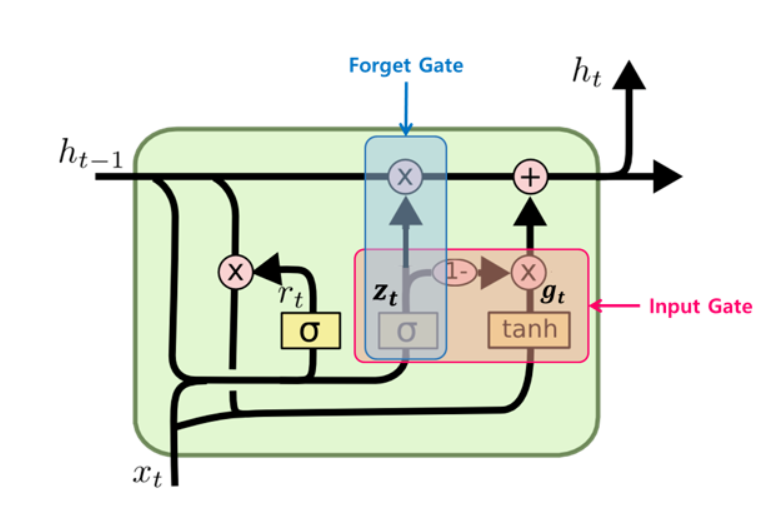 Forget Gate
h_t
h_{t-1}
x
+
x
r_t
z_t
1-
x
g_t
Input Gate
σ
σ
tanh
x_t